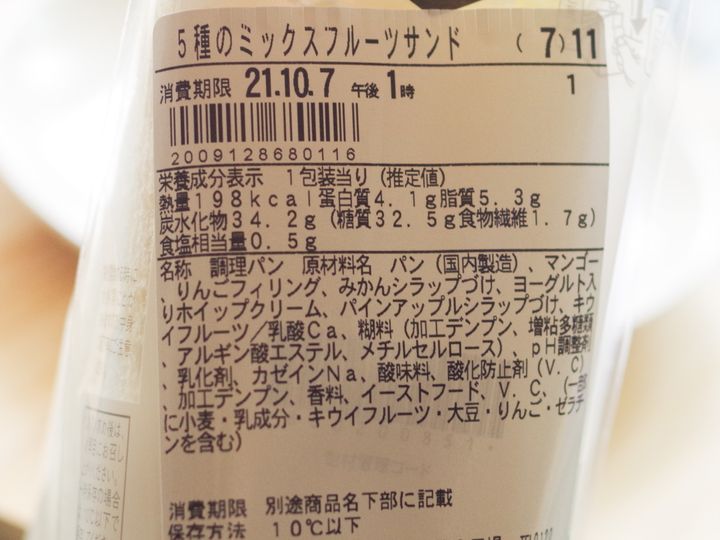 5種のミックスフルーツサンド ( 7) 11
消費期限 21.10.7 午後 1時 1
2009128680116
栄養成分表示 1包装当り(推定値)
熱量198kcal蛋白質4.1g脂質5.3g
炭水化物34.2g(糖質32.5g食物繊維1.7g)
食塩相当量0.5g
名称 調理パン 原材料名 パン(国内製造)、マンゴー
、りんごフィリング、みかんシラップづけ、ヨーグルト入
りホイップクリーム、パインアップルシラップづけ、キウ
イフルーツ/乳酸Ca、糊料(加工デンプン、増粘多糖類
、アルギン酸エステル、メチルセルロース)、pH調整剤
、乳化剤、カゼインNa、酸味料、酸化防止剤(V.C)
、加工デンプン、香料、イーストフード、V.C、(一部
に小麦・乳成分・キウイフルーツ・大豆・りんご・ゼラチ
ンを含む)
消費期限 別途商品名下部に記載
保存方法 10℃以下